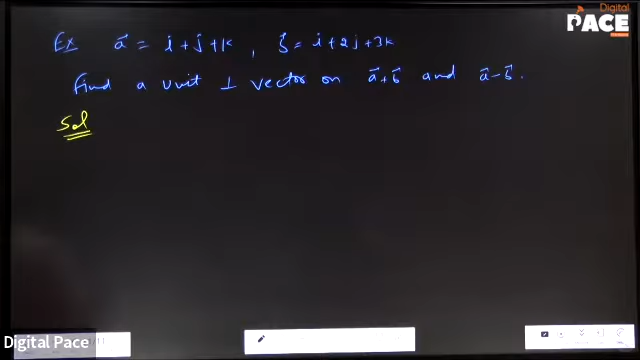 Digital
PACE
Ex a⃗ = i + j + k , b⃗ = i + 2j + 3k
Find a unit ⊥ vector on a⃗+b⃗ and a⃗-b⃗.
Sol
Digital Pace